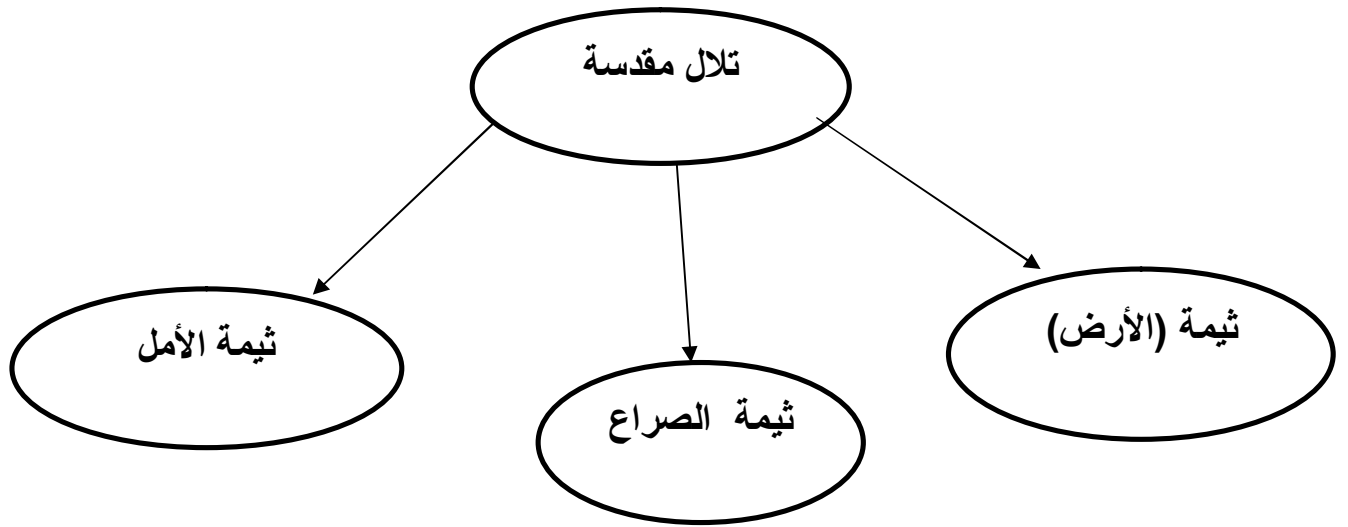 تلال مقدسة
ثيمة (الأرض)
ثيمة الصراع
ثيمة الأمل